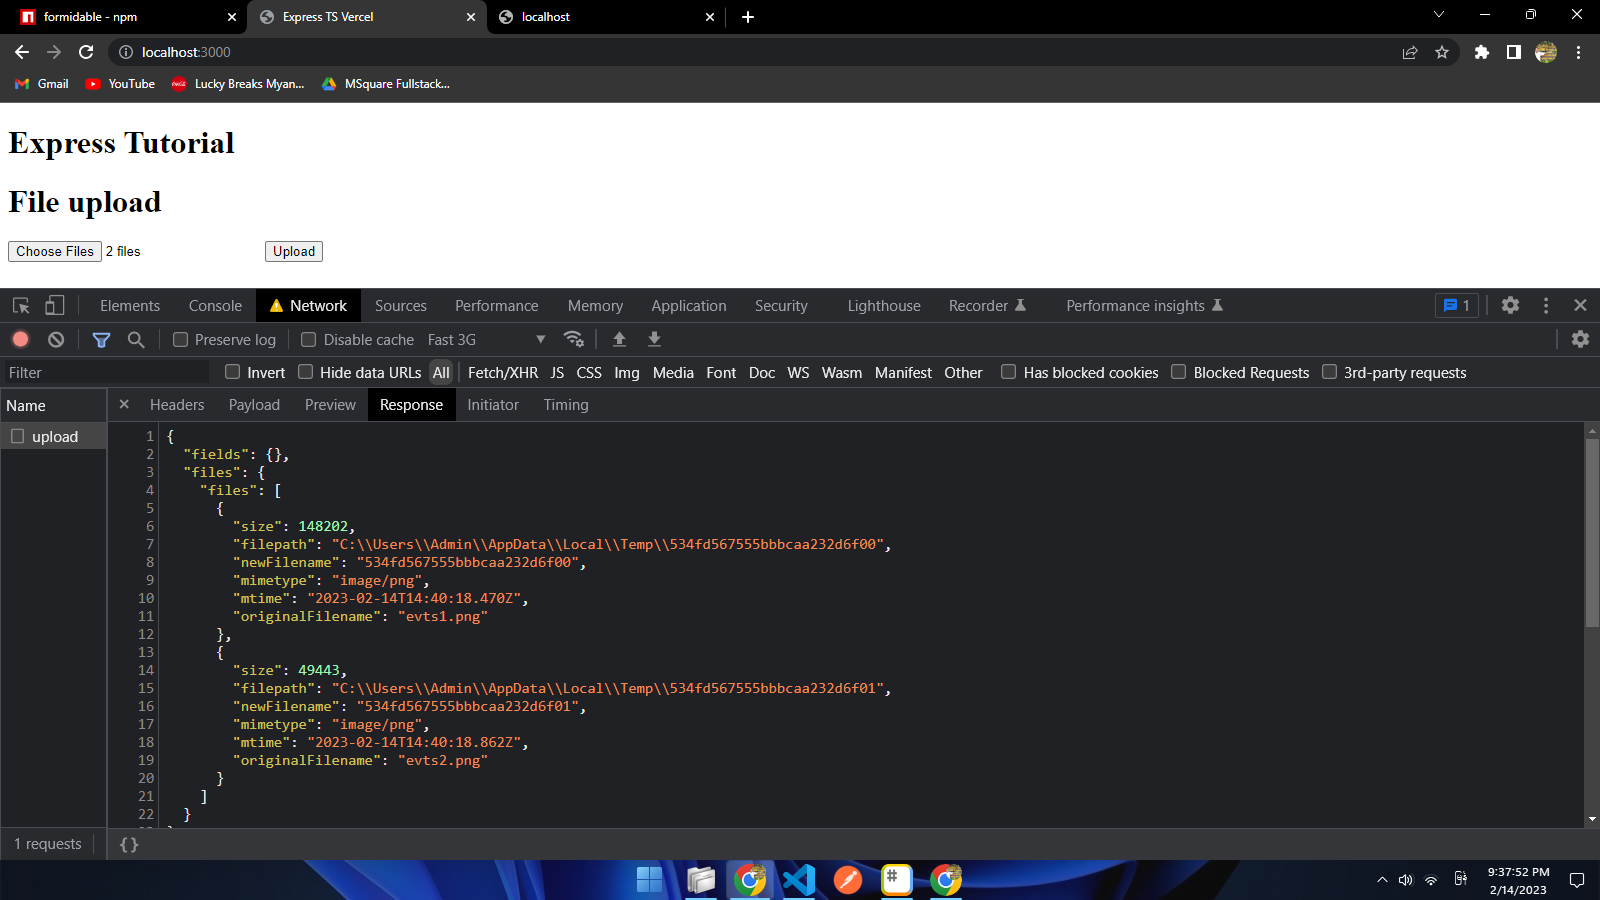 formidable - npm
Express TS Vercel
localhost
localhost:3000
Gmail
YouTube
Lucky Breaks Myan...
MSquare Fullstack...
Express Tutorial
File upload
Choose Files 2 files
Upload
Elements Console Network Sources Performance Memory Application Security Lighthouse Recorder Performance insights 1
Preserve log Disable cache Fast 3G
Filter Invert Hide data URLs All Fetch/XHR JS CSS Img Media Font Doc WS Wasm Manifest Other Has blocked cookies Blocked Requests 3rd-party requests
Name
upload
Headers Payload Preview Response Initiator Timing
1 {
2 "fields": {},
3 "files": {
4 "files": [
5 {
6 "size": 148202,
7 "filepath": "C:\\Users\\Admin\\AppData\\Local\\Temp\\534fd567555bbbcaa232d6f00",
8 "newFilename": "534fd567555bbbcaa232d6f00",
9 "mimetype": "image/png",
10 "mtime": "2023-02-14T14:40:18.470Z",
11 "originalFilename": "evts1.png"
12 },
13 {
14 "size": 49443,
15 "filepath": "C:\\Users\\Admin\\AppData\\Local\\Temp\\534fd567555bbbcaa232d6f01",
16 "newFilename": "534fd567555bbbcaa232d6f01",
17 "mimetype": "image/png",
18 "mtime": "2023-02-14T14:40:18.862Z",
19 "originalFilename": "evts2.png"
20 }
21 ]
22 }
1 requests
{}
9:37:52 PM
2/14/2023